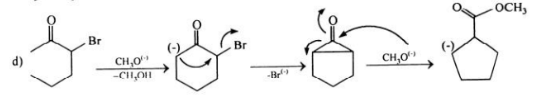 O
Br
d)
CH₃O⁽⁻⁾
−CH₃OH
(-)
O
Br
-Br⁽⁻⁾
O
CH₃O⁽⁻⁾
O
OCH₃
(-)